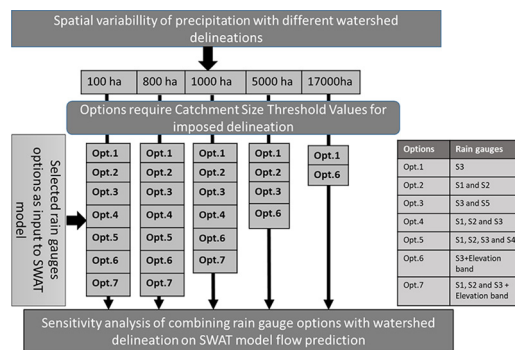 Spatial variabillity of precipitation with different watershed
delineations
100 ha 800 ha 1000 ha 5000 ha 17000ha
Options require Catchment Size Threshold Values for
imposed delineation
Selected rain gauges
options as input to SWAT
model
Opt.1 Opt.1 Opt.1 Opt.1 Opt.1
Opt.2 Opt.2 Opt.2 Opt.2 Opt.6
Opt.3 Opt.3 Opt.3 Opt.3
Opt.4 Opt.4 Opt.4 Opt.6
Opt.5 Opt.5 Opt.6
Opt.6 Opt.6 Opt.7
Opt.7 Opt.7
Options Rain gauges
Opt.1 S3
Opt.2 S1 and S2
Opt.3 S3 and S5
Opt.4 S1, S2 and S3
Opt.5 S1, S2, S3 and S4
Opt.6 S3+Elevation
band
Opt.7 S1, S2 and S3 +
Elevation band
Sensitivity analysis of combining rain gauge options with watershed
delineation on SWAT model flow prediction